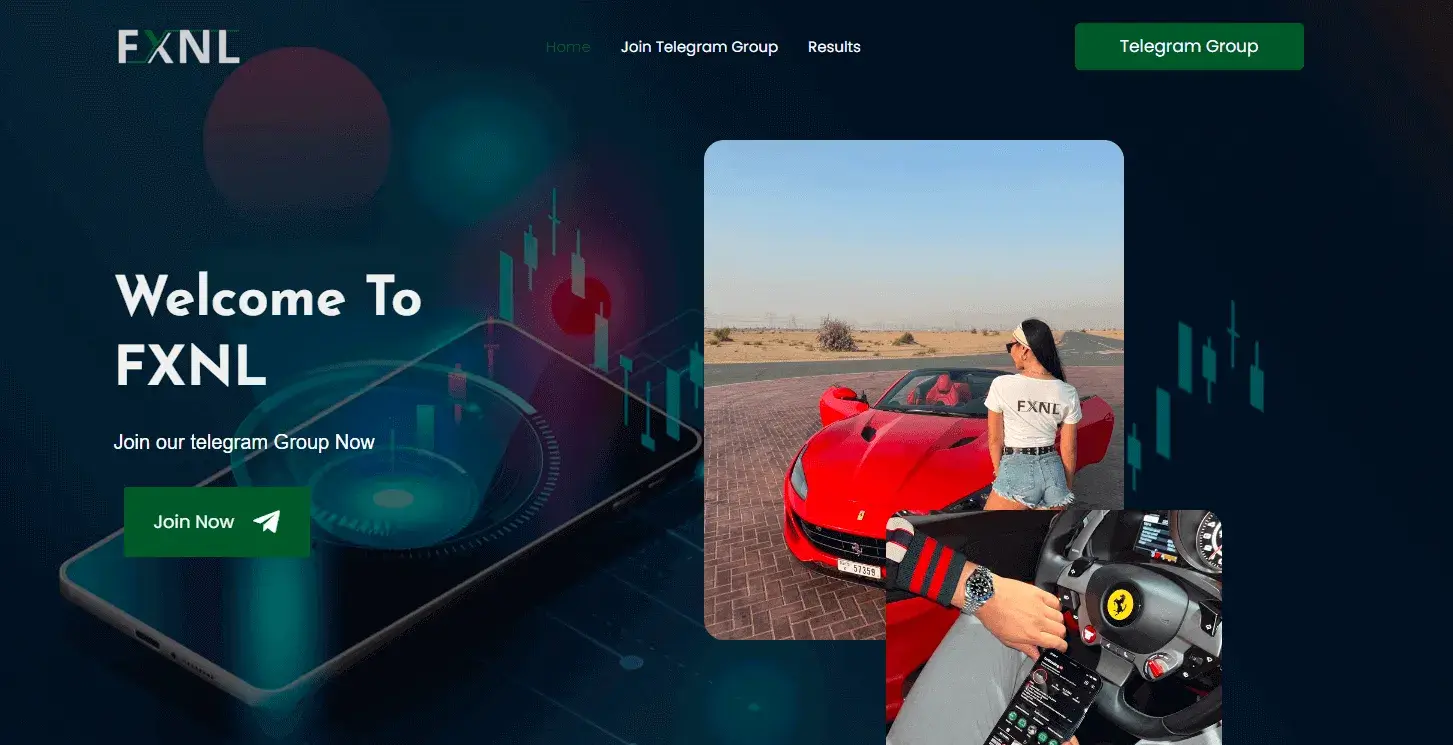 FXNL
Home
Join Telegram Group
Results
Telegram Group
Welcome To
FXNL
Join our telegram Group Now
Join Now
FXNL
57359